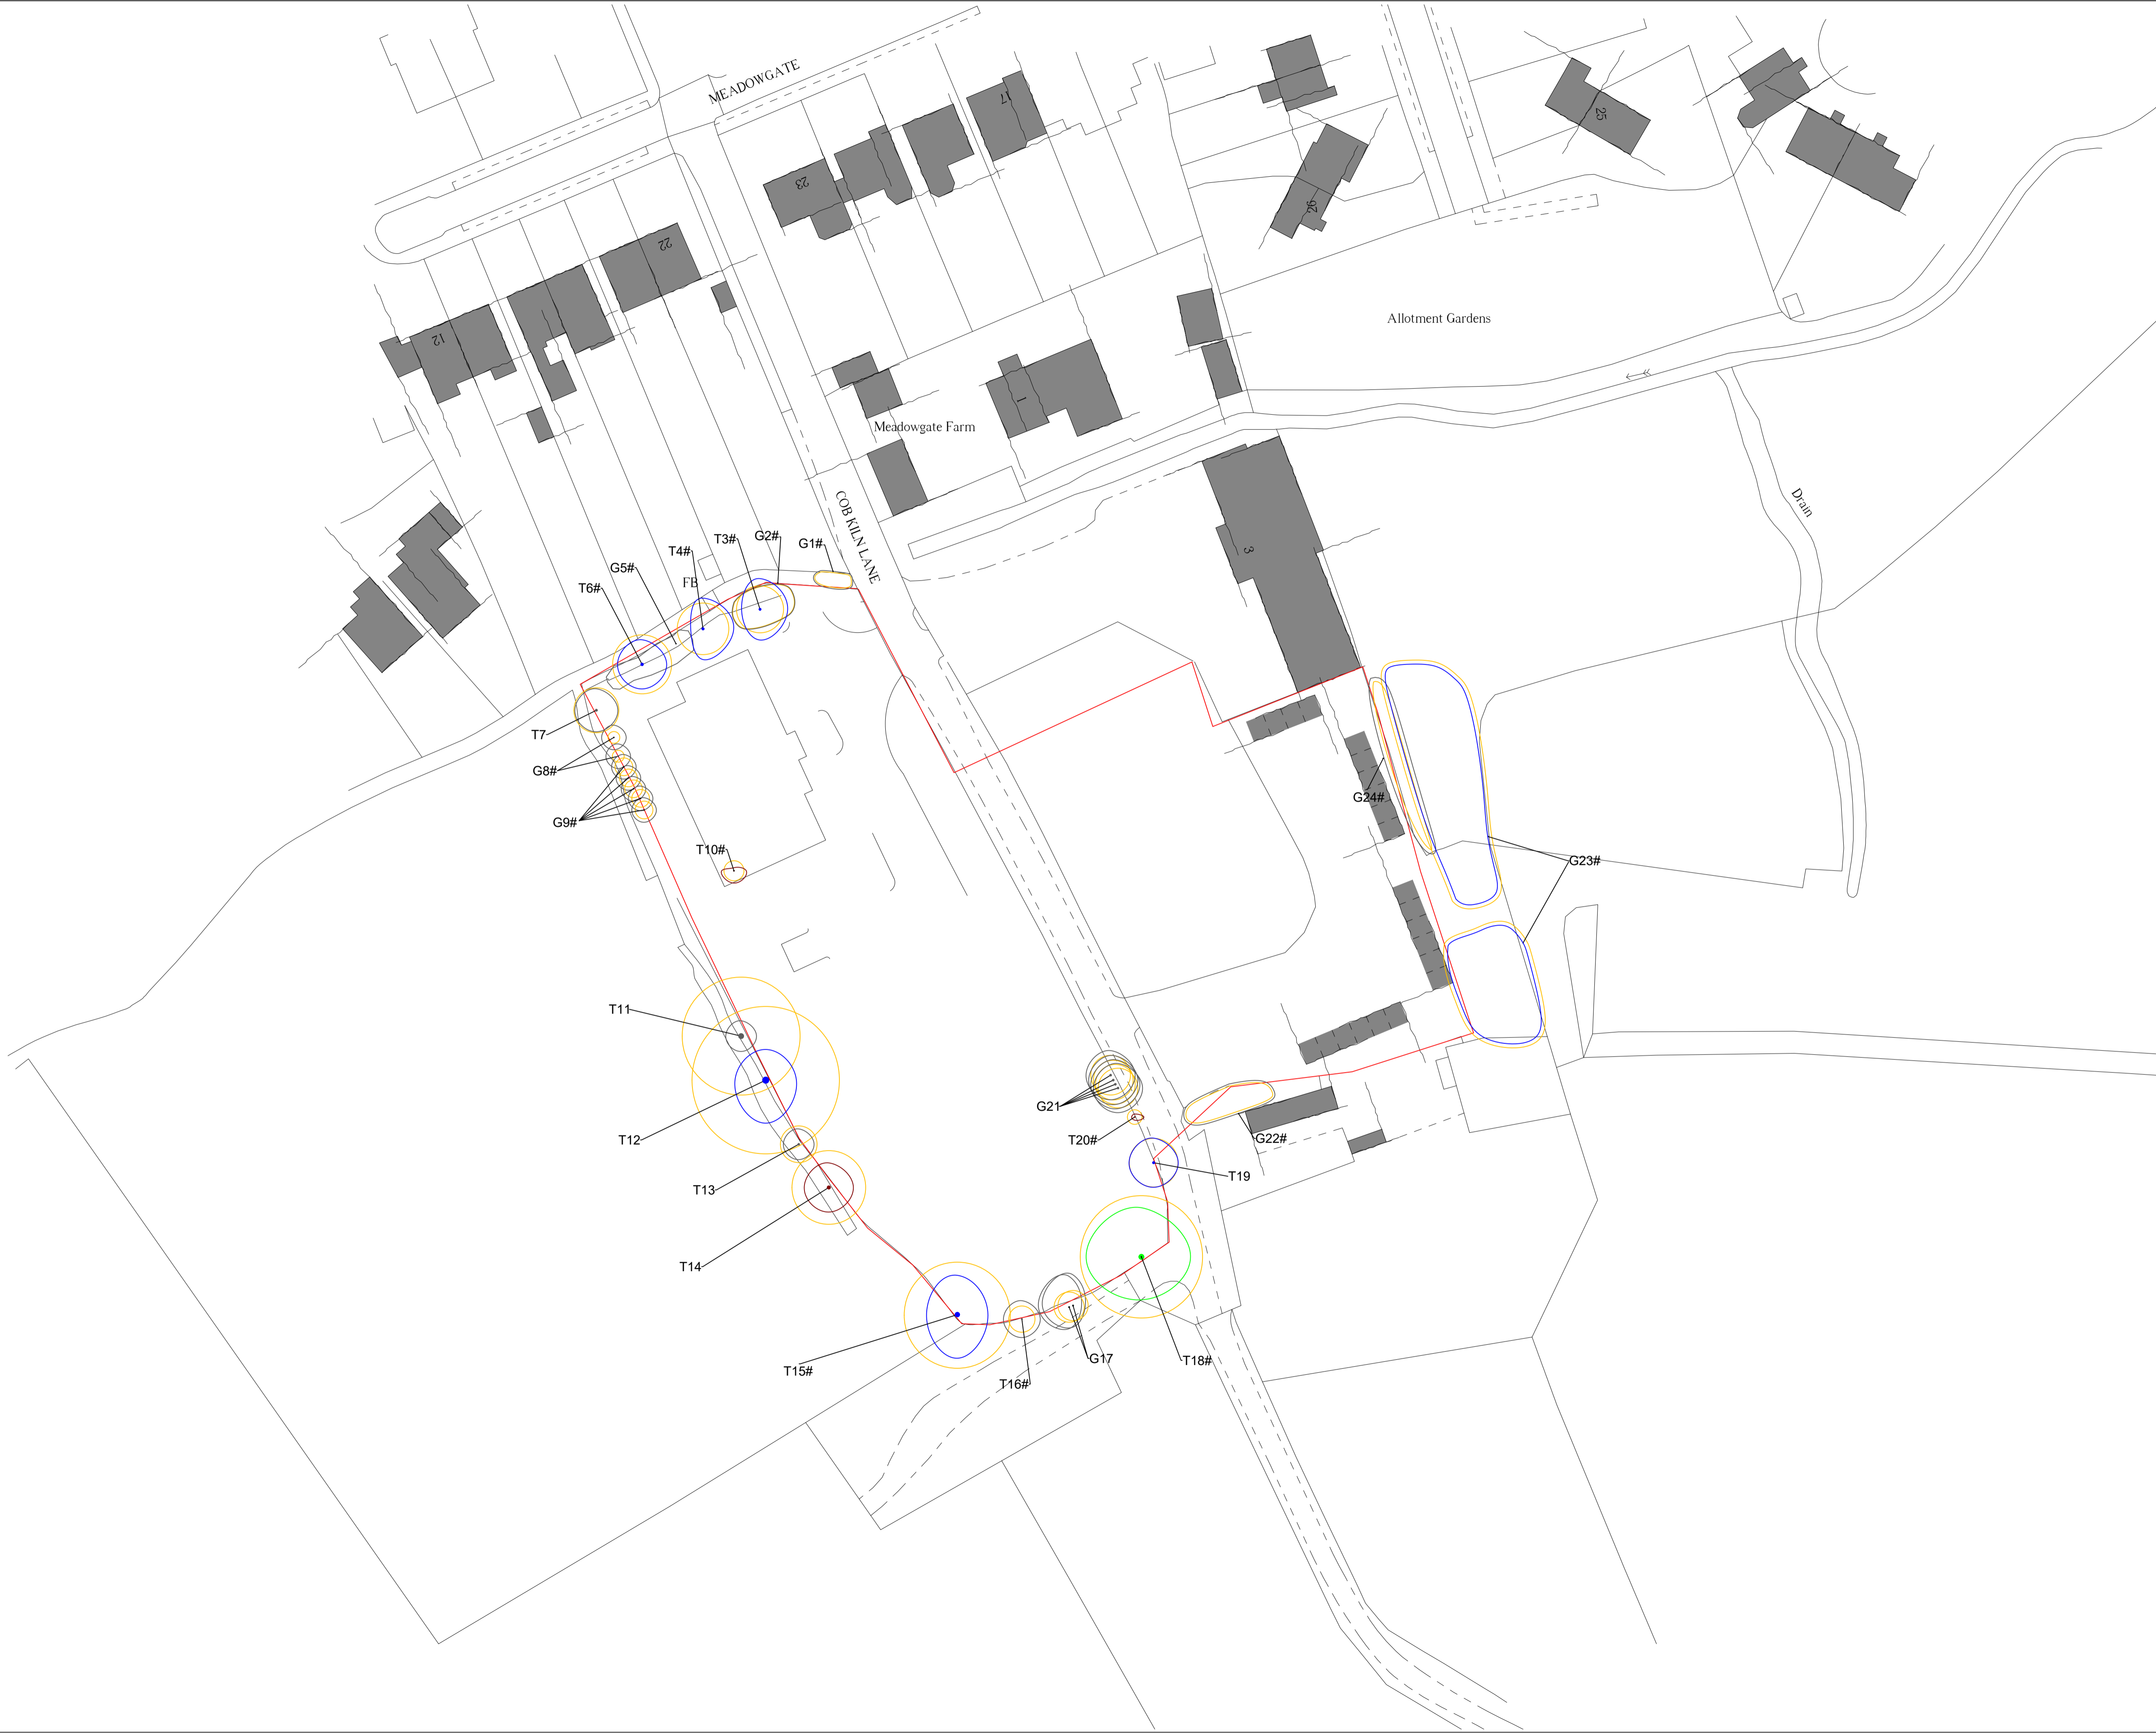 MEADOWGATE
25
17
23
26
22
Allotment Gardens
12
1
Meadowgate Farm
COB KILN LANE
Drain
3
G2#
T3#
G1#
T4#
G5#
FB
T6#
T7
G8#
G24#
G9#
T10#
G23#
T11
G21
T12
T20#
G22#
T19
T13
T14
G17
T18#
T15#
T16#